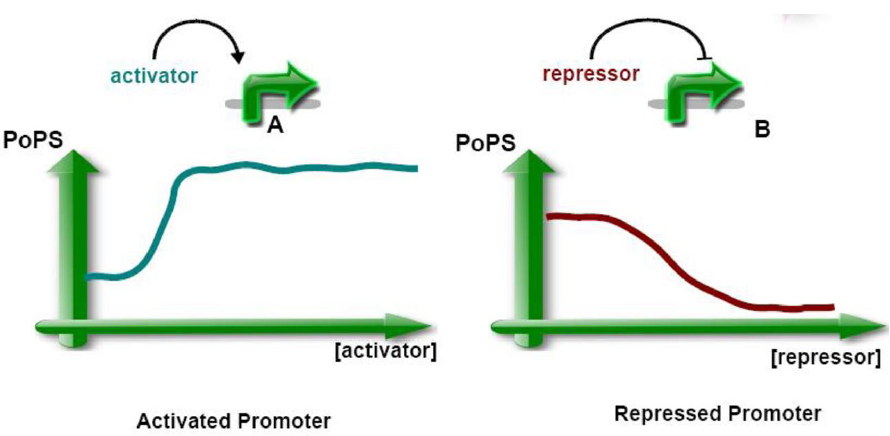 activator
A
PoPS
[activator]
Activated Promoter
repressor
B
PoPS
[repressor]
Repressed Promoter